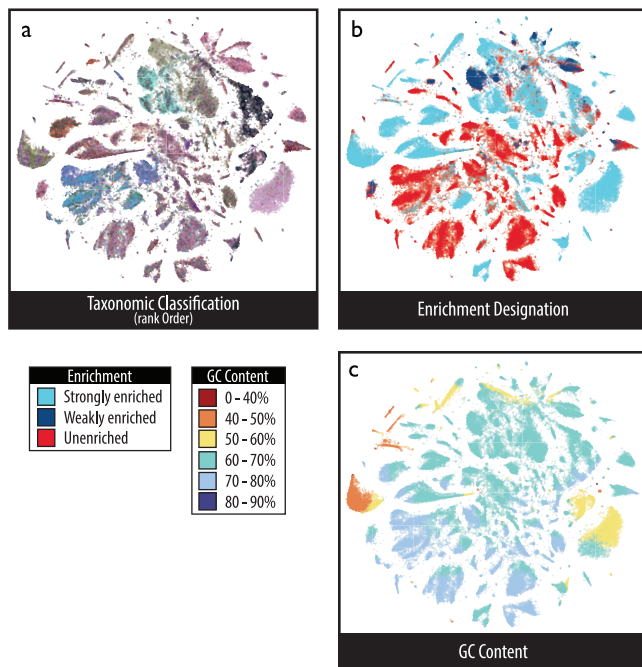 a
Taxonomic Classification
(rank Order)
b
Enrichment Designation
Enrichment
Strongly enriched
Weakly enriched
Unenriched
GC Content
0 – 40%
40 – 50%
50 – 60%
60 – 70%
70 – 80%
80 – 90%
c
GC Content